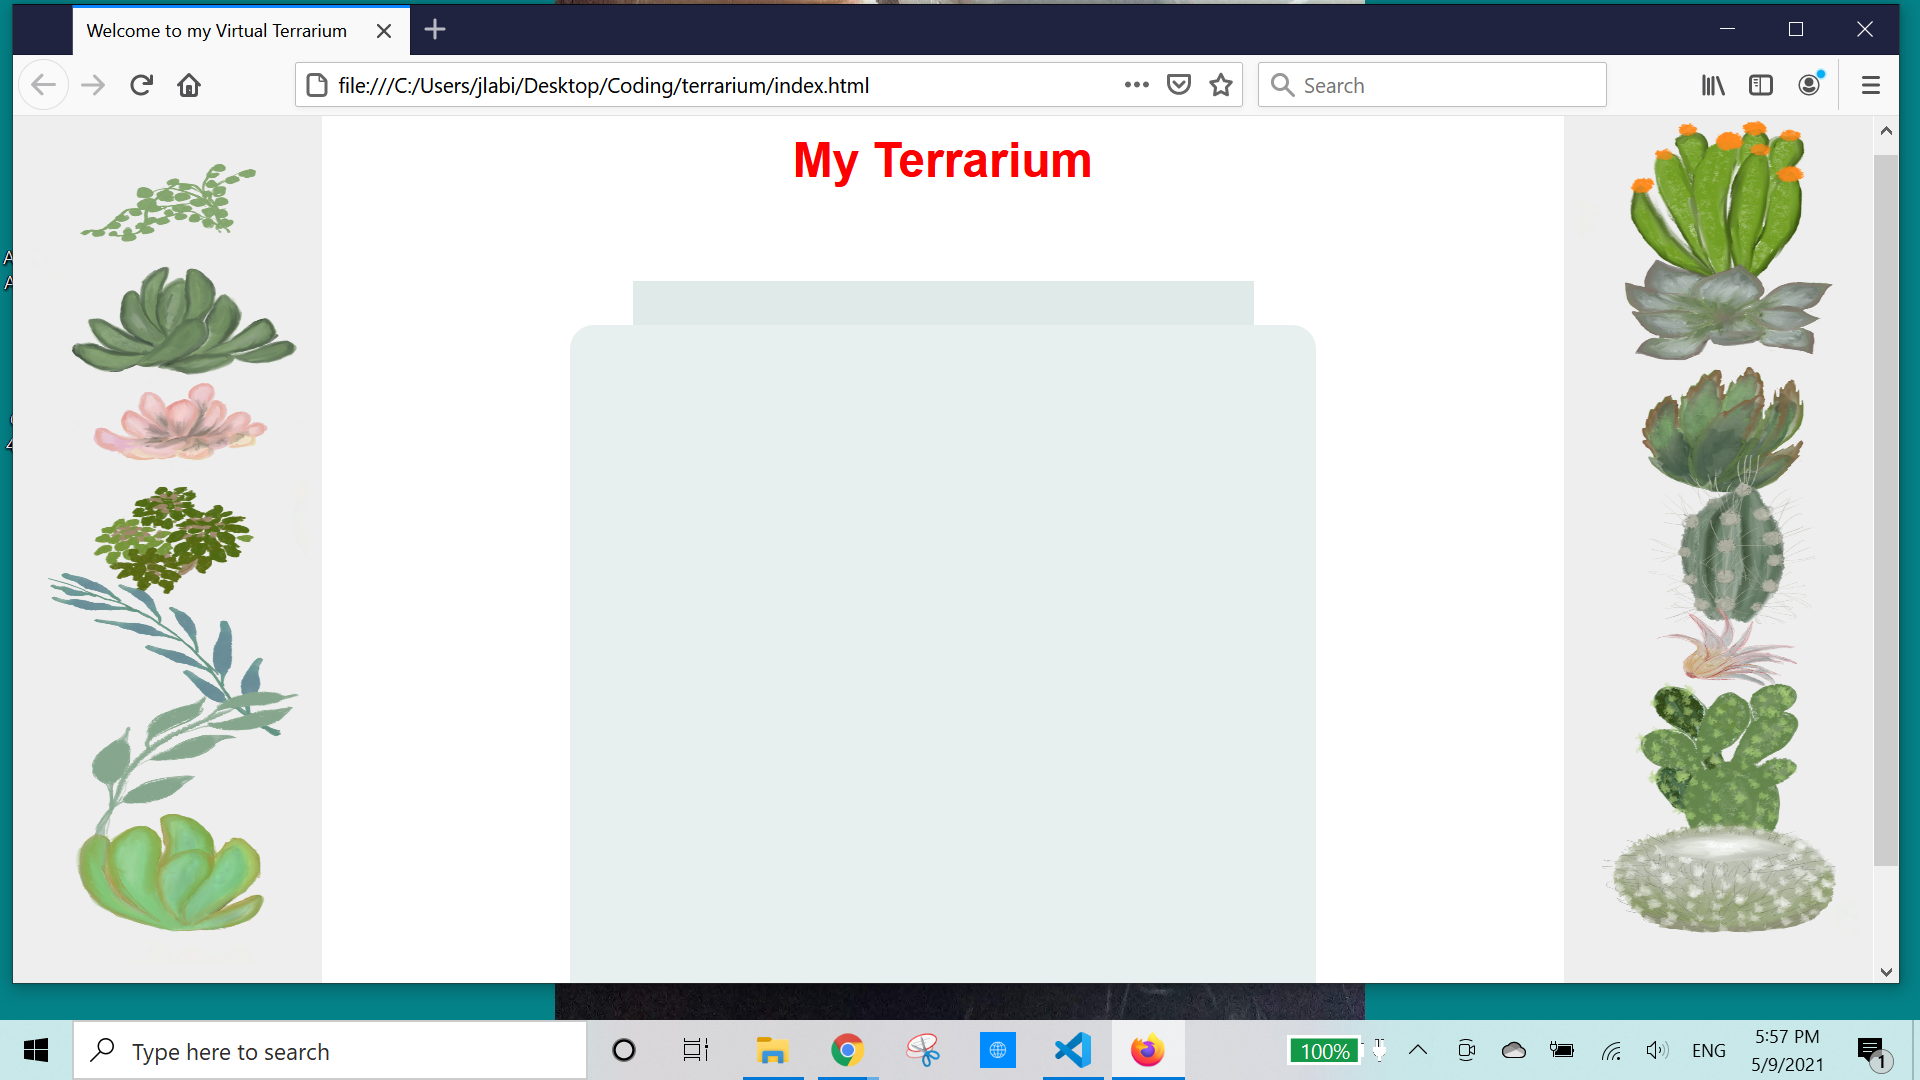 Welcome to my Virtual Terrarium
file:///C:/Users/jlabi/Desktop/Coding/terrarium/index.html
Search
My Terrarium
A
A
4
Type here to search
100%
ENG
5:57 PM
5/9/2021
1